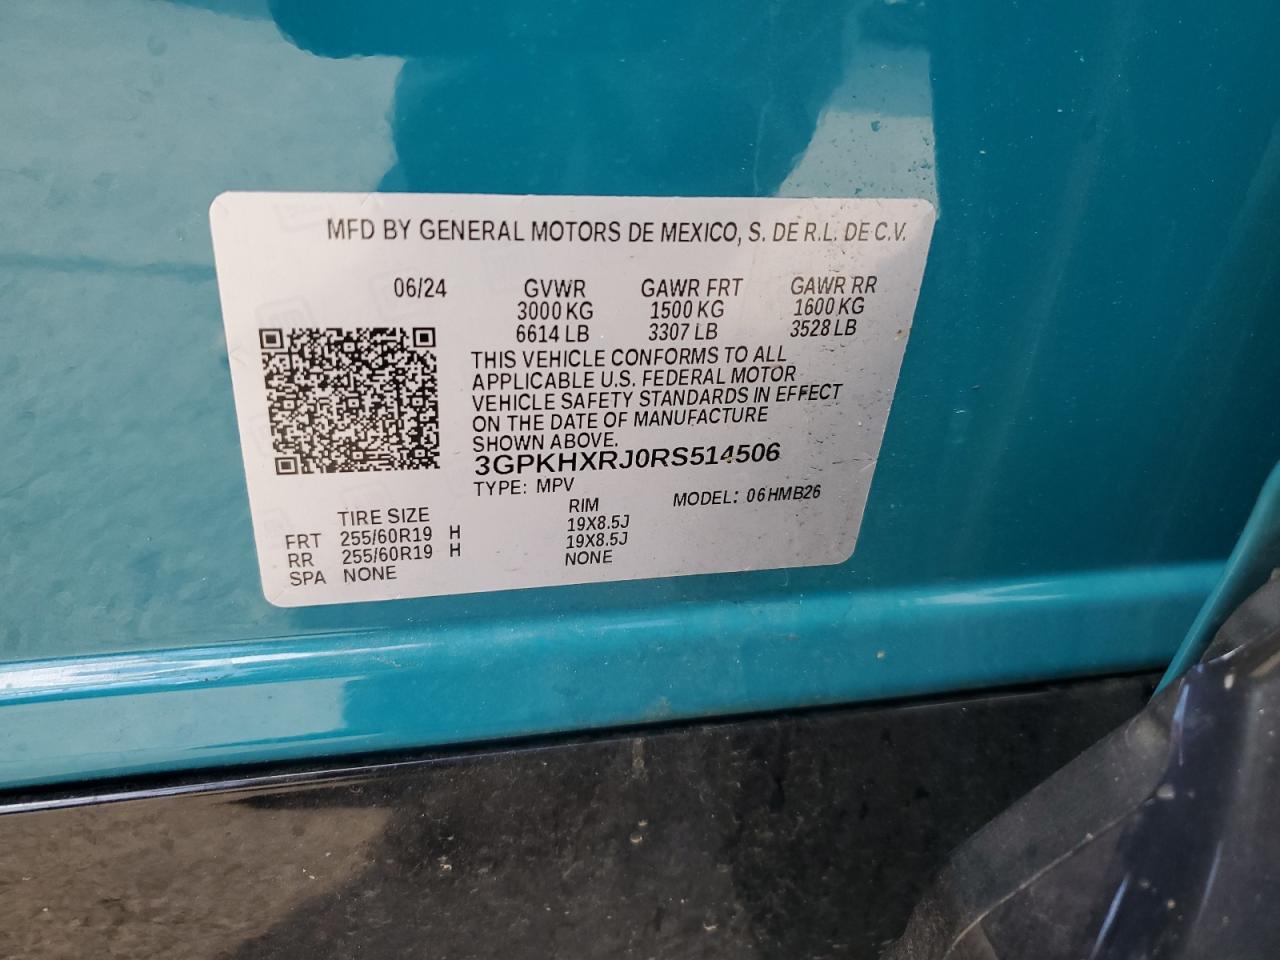 MFD BY GENERAL MOTORS DE MEXICO, S. DE R.L. DE C.V.
06/24 GVWR GAWR FRT GAWR RR
3000 KG 1500 KG 1600 KG
6614 LB 3307 LB 3528 LB
THIS VEHICLE CONFORMS TO ALL
APPLICABLE U.S. FEDERAL MOTOR
VEHICLE SAFETY STANDARDS IN EFFECT
ON THE DATE OF MANUFACTURE
SHOWN ABOVE.
3GPKHXRJ0RS514506
TYPE: MPV MODEL: 06HMB26
TIRE SIZE RIM
FRT 255/60R19 H 19X8.5J
RR 255/60R19 H 19X8.5J
SPA NONE NONE